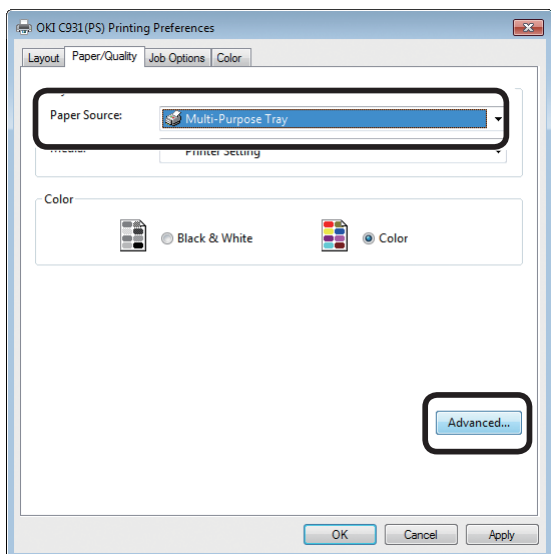 OKI C931(PS) Printing Preferences
Layout Paper/Quality Job Options Color
Paper Source: Multi-Purpose Tray
Printer Setting
Color
Black & White Color
Advanced...
OK Cancel Apply